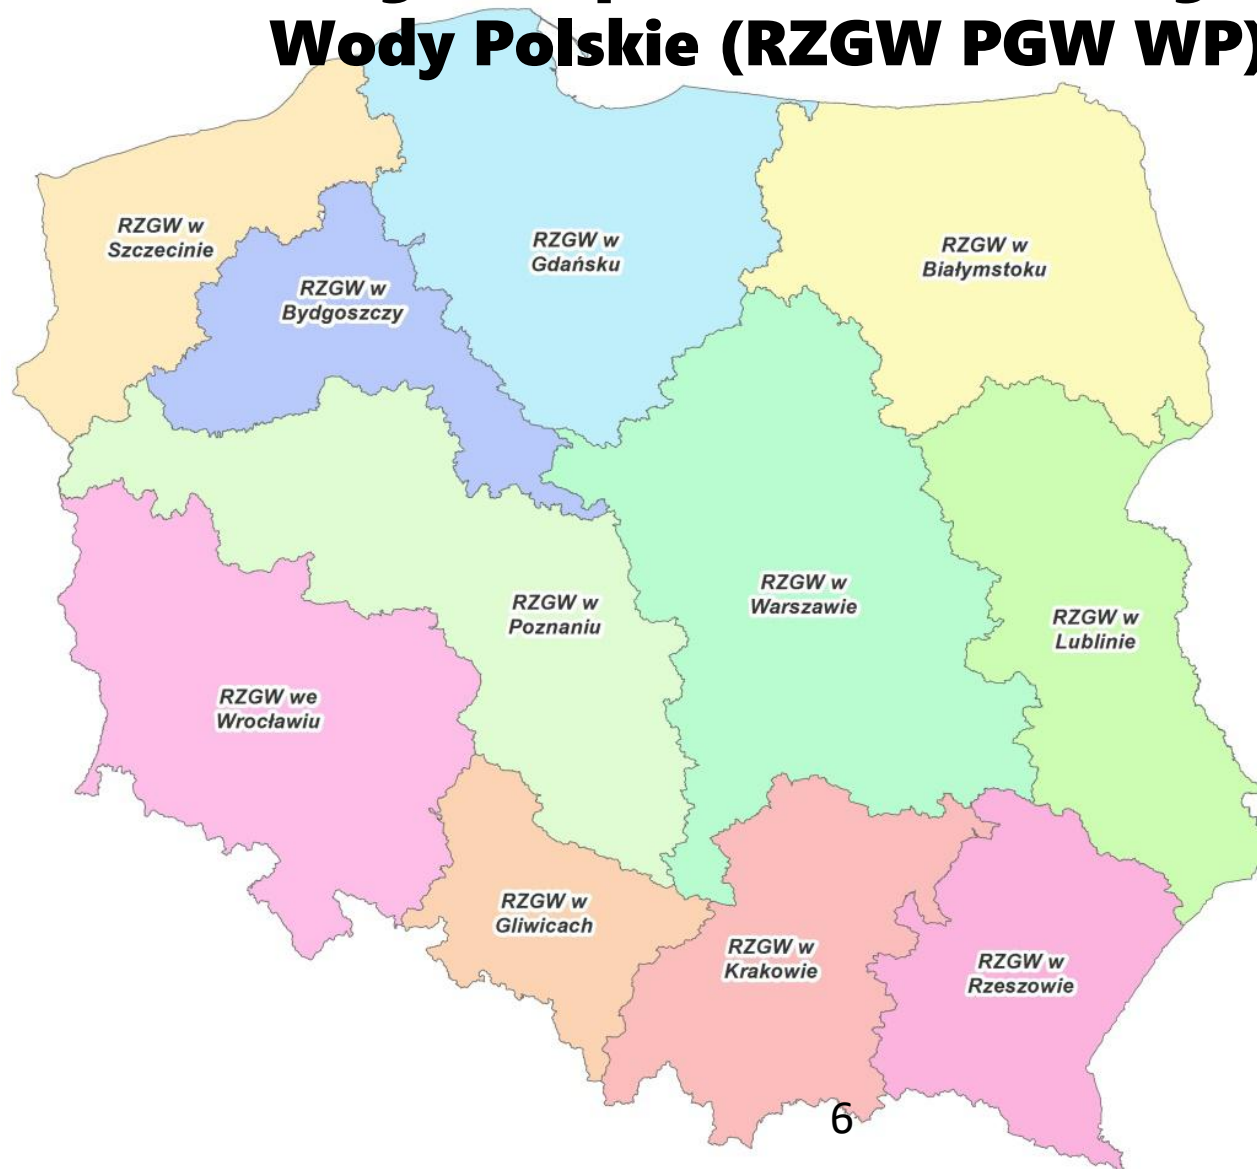 Wody Polskie (RZGW PGW WP)
RZGW w
Szczecinie
RZGW w
Gdańsku
RZGW w
Białymstoku
RZGW w
Bydgoszczy
RZGW w
Warszawie
RZGW w
Poznaniu
RZGW w
Lublinie
RZGW we
Wrocławiu
RZGW w
Gliwicach
RZGW w
Krakowie
RZGW w
Rzeszowie
6